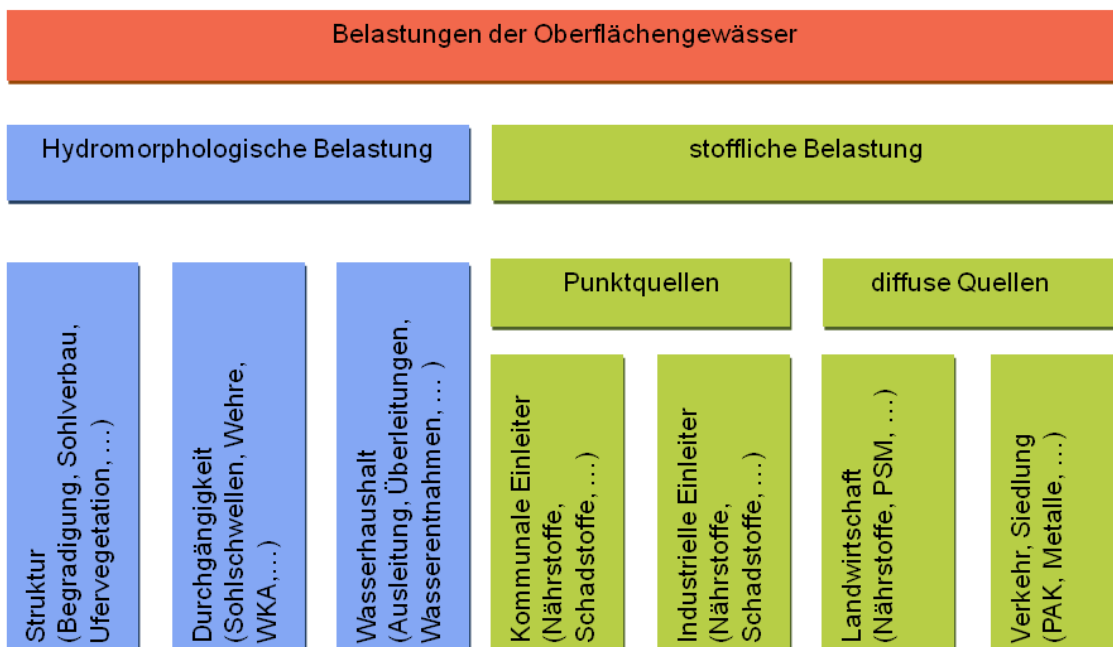 Belastungen der Oberflächengewässer
Hydromorphologische Belastung
stoffliche Belastung
Punktquellen
diffuse Quellen
Struktur
(Begradigung, Sohlverbau,
Ufervegetation, …)
Durchgängigkeit
(Sohlschwellen, Wehre,
WKA,…)
Wasserhaushalt
(Ausleitung, Überleitungen,
Wasserentnahmen, … )
Kommunale Einleiter
(Nährstoffe,
Schadstoffe, …)
Industrielle Einleiter
(Nährstoffe,
Schadstoffe, …)
Landwirtschaft
(Nährstoffe, PSM, …)
Verkehr, Siedlung
(PAK, Metalle, …)